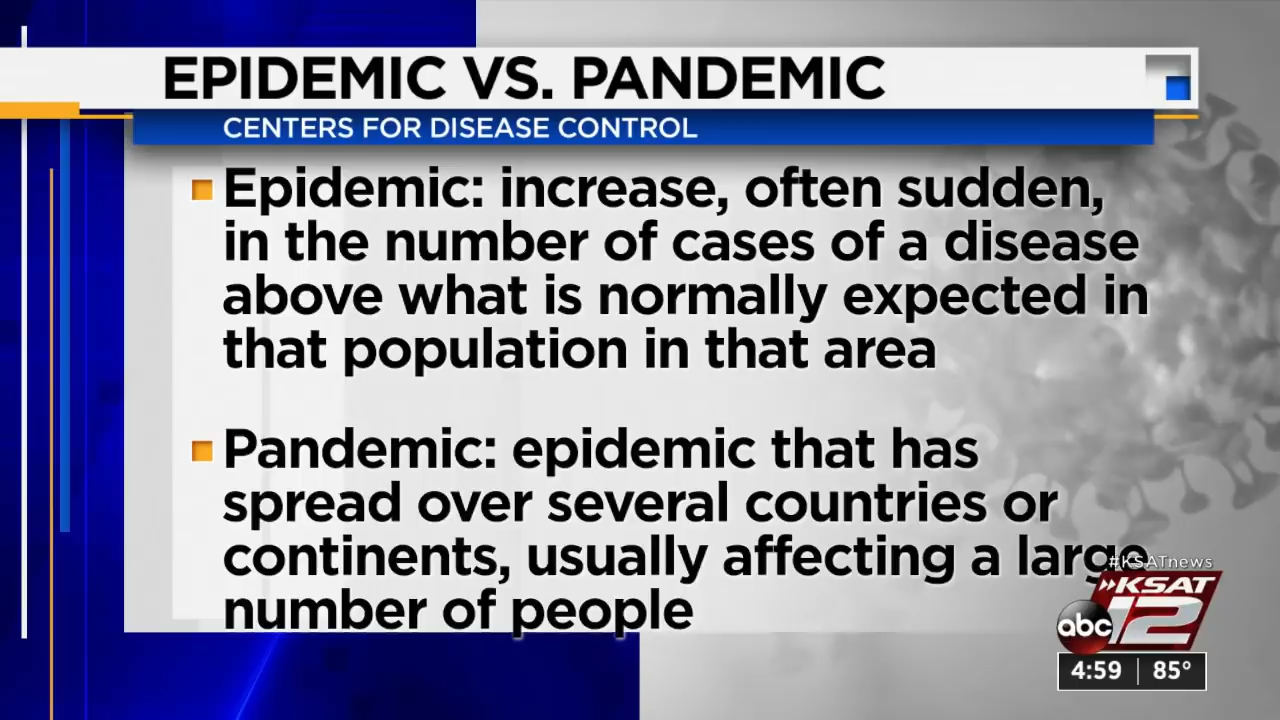 EPIDEMIC VS. PANDEMIC
CENTERS FOR DISEASE CONTROL
Epidemic: increase, often sudden,
in the number of cases of a disease
above what is normally expected in
that population in that area
Pandemic: epidemic that has
spread over several countries or
continents, usually affecting a large
number of people
#KSATnews
KSAT
abc 12
4:59 85°